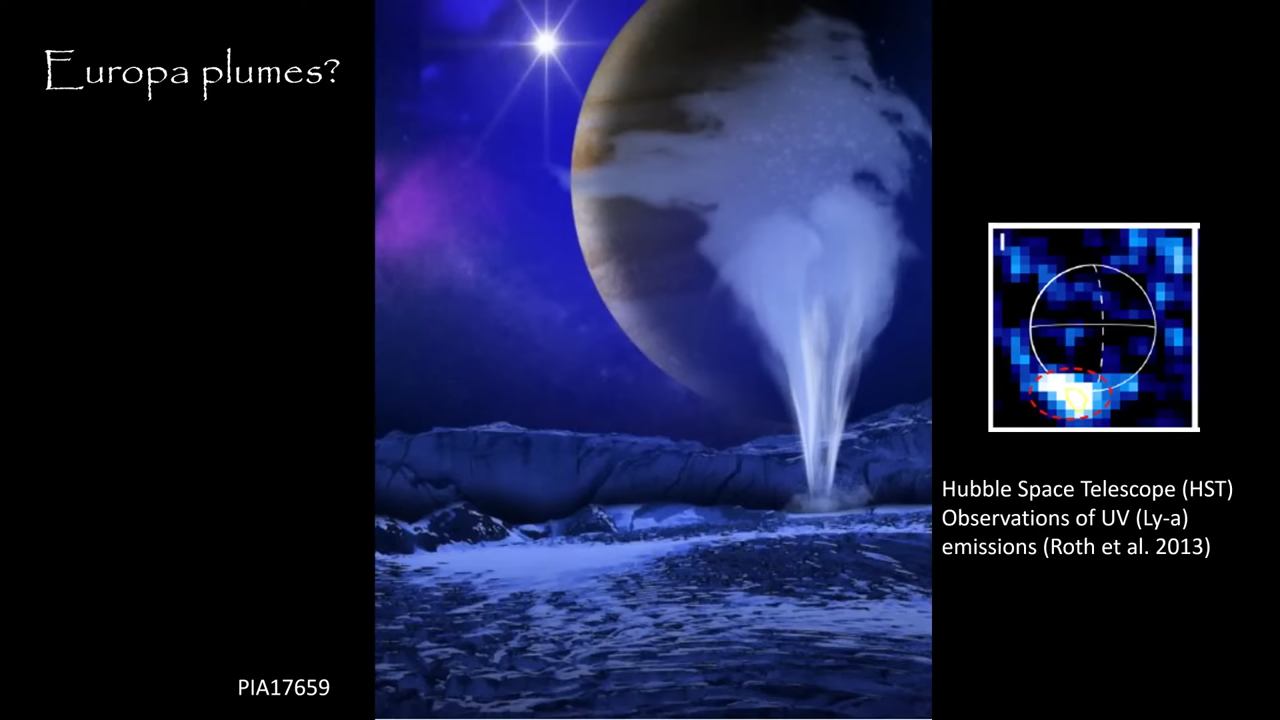 Europa plumes?
I
Hubble Space Telescope (HST)
Observations of UV (Ly-a)
emissions (Roth et al. 2013)
PIA17659